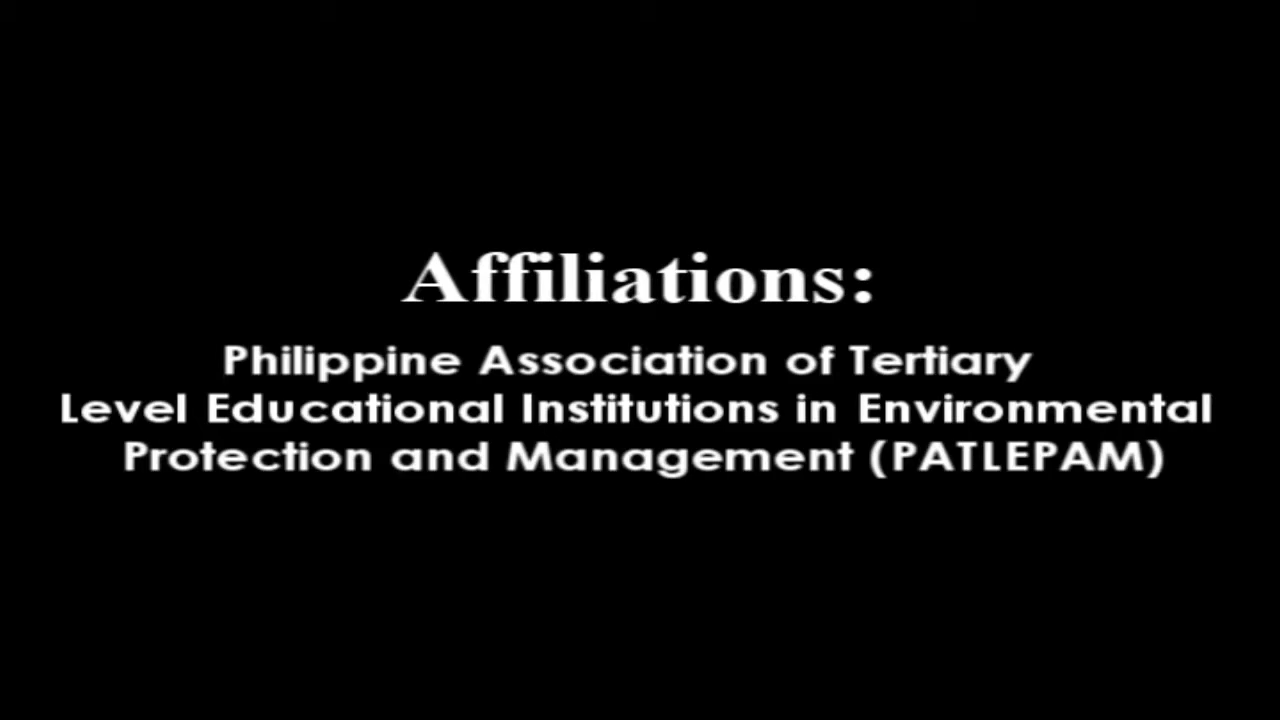 Affiliations:
Philippine Association of Tertiary
Level Educational Institutions in Environmental
Protection and Management (PATLEPAM)